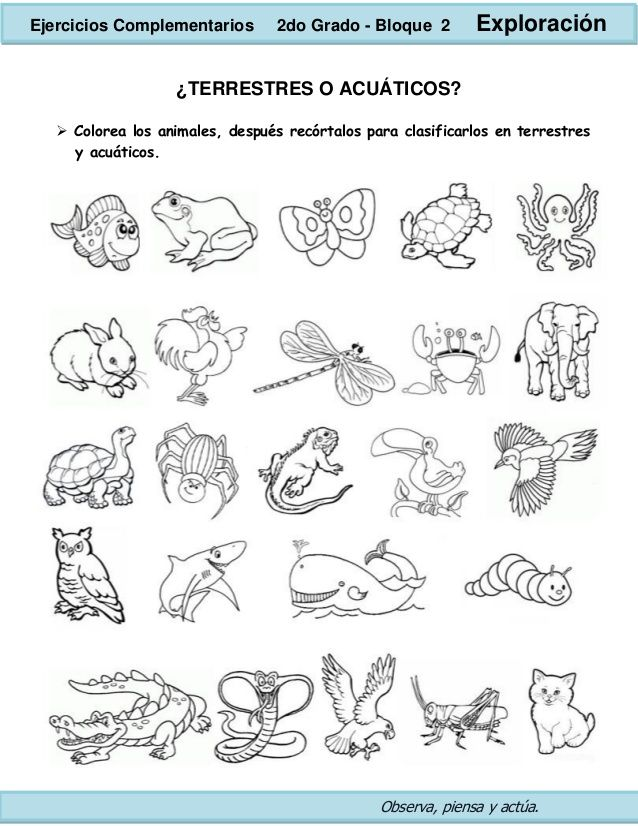 Ejercicios Complementarios 2do Grado - Bloque 2 Exploración
¿TERRESTRES O ACUÁTICOS?
➢ Colorea los animales, después recórtalos para clasificarlos en terrestres
y acuáticos.
Observa, piensa y actúa.